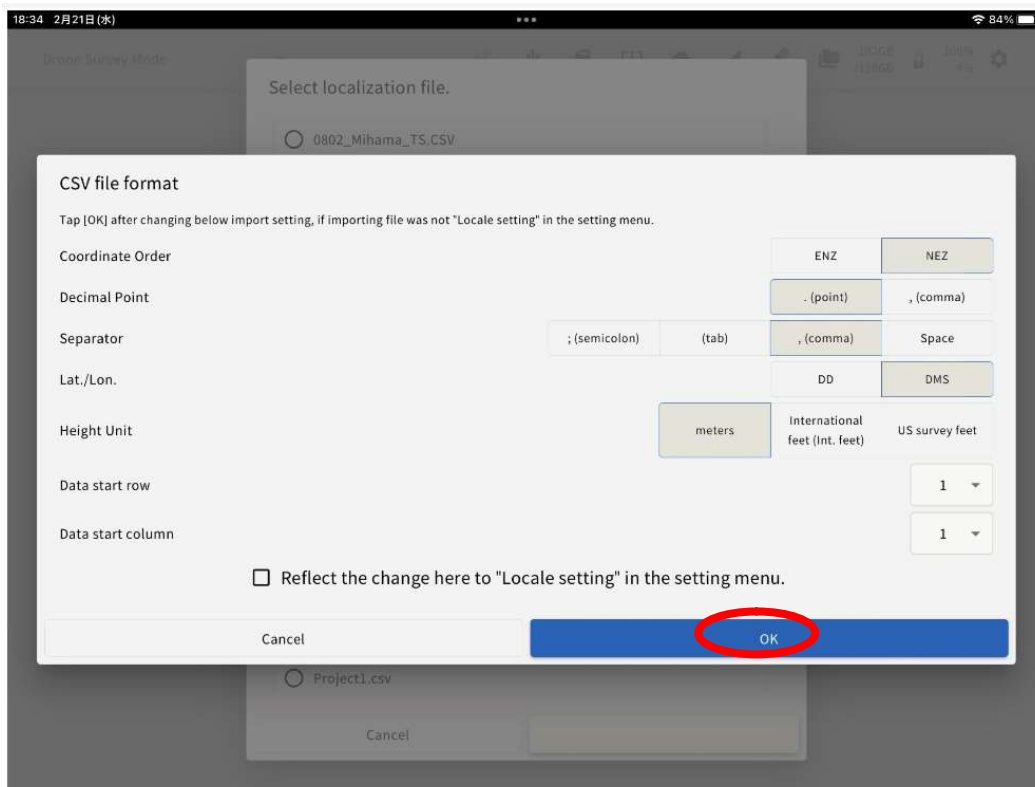 18:34 2月21日(水)
84%
Drone Survey Mode
Select localization file.
0802_Mihama_TS.CSV
CSV file format
Tap [OK] after changing below import setting, if importing file was not "Locale setting" in the setting menu.
Coordinate Order
ENZ
NEZ
Decimal Point
. (point)
, (comma)
Separator
; (semicolon)
(tab)
, (comma)
Space
Lat./Lon.
DD
DMS
Height Unit
meters
International
feet (Int. feet)
US survey feet
Data start row
1
Data start column
1
Reflect the change here to "Locale setting" in the setting menu.
Cancel
OK
Project1.csv
Cancel